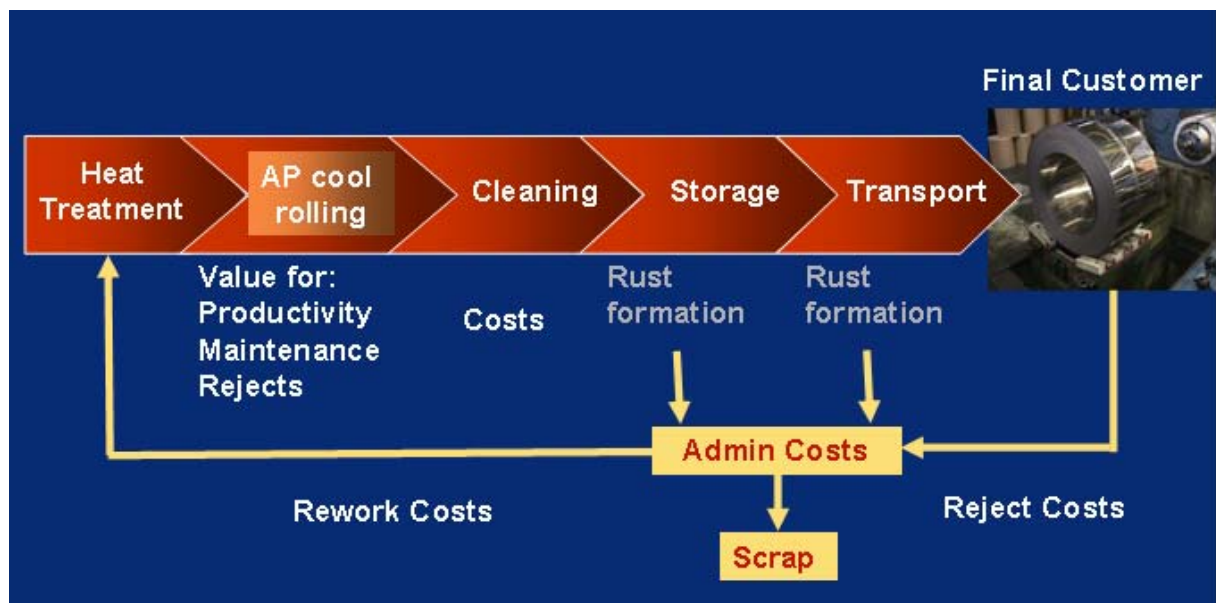 Final Customer
Heat
Treatment
AP cool
rolling
Cleaning
Storage
Transport
Value for:
Productivity
Maintenance
Rejects
Costs
Rust
formation
Rust
formation
Admin Costs
Rework Costs
Reject Costs
Scrap